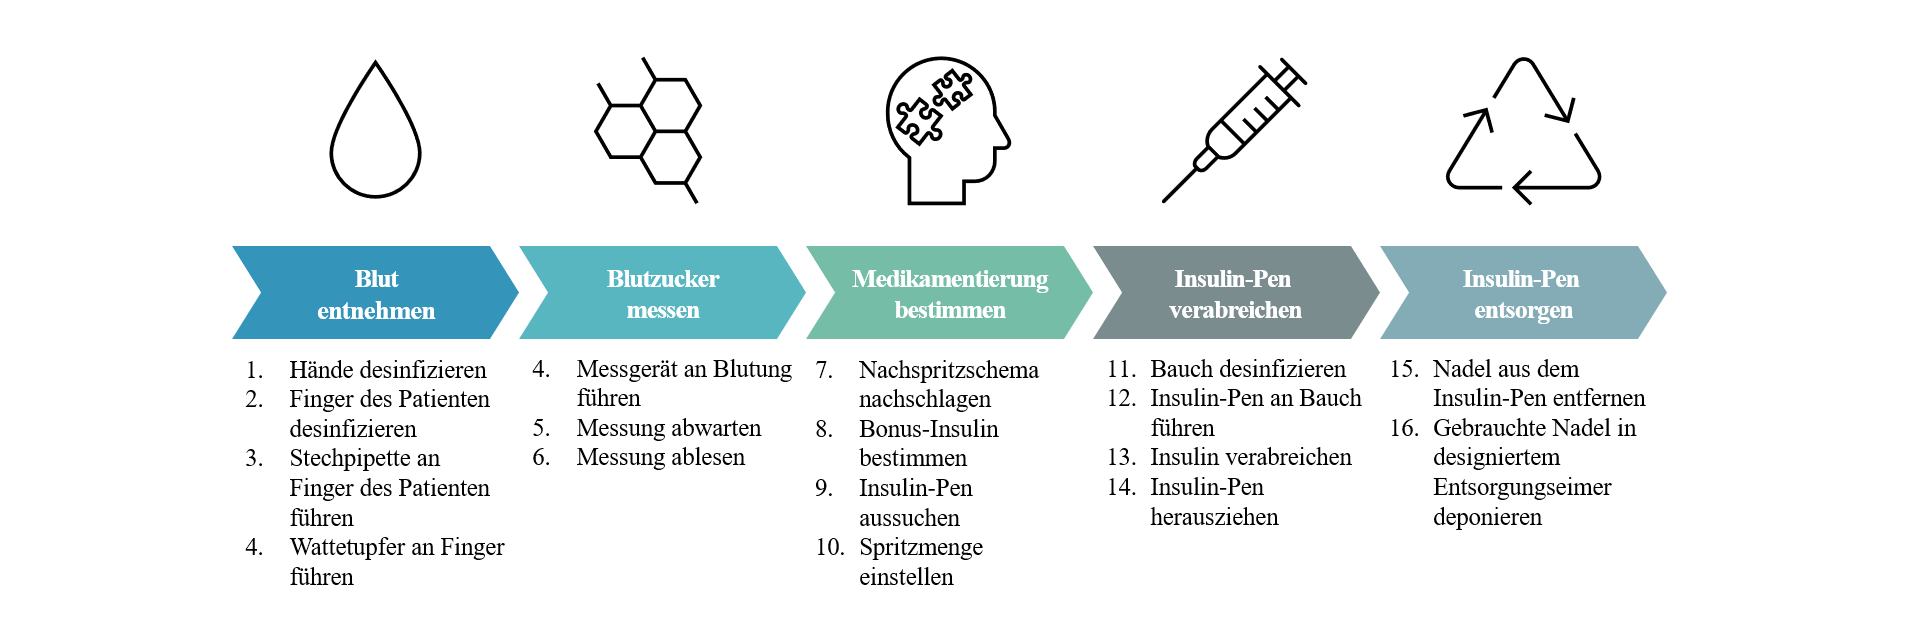 Blut
entnehmen
1. Hände desinfizieren
2. Finger des Patienten
desinfizieren
3. Stechpipette an
Finger des Patienten
führen
4. Wattetupfer an Finger
führen
Blutzucker
messen
4. Messgerät an Blutung
führen
5. Messung abwarten
6. Messung ablesen
Medikamentierung
bestimmen
7. Nachspritzschema
nachschlagen
8. Bonus-Insulin
bestimmen
9. Insulin-Pen
aussuchen
10. Spritzmenge
einstellen
Insulin-Pen
verabreichen
11. Bauch desinfizieren
12. Insulin-Pen an Bauch
führen
13. Insulin verabreichen
14. Insulin-Pen
herausziehen
Insulin-Pen
entsorgen
15. Nadel aus dem
Insulin-Pen entfernen
16. Gebrauchte Nadel in
designiertem
Entsorgungseimer
deponieren